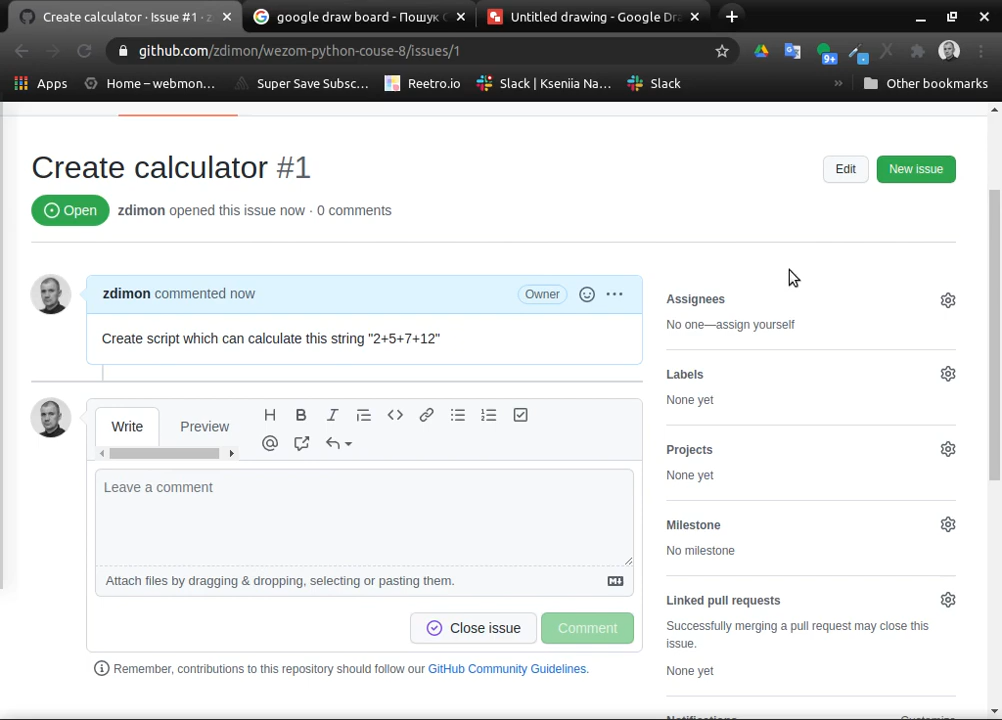 Create calculator · Issue #1 · z
google draw board - Пошук
Untitled drawing - Google Dra
github.com/zdimon/wezom-python-couse-8/issues/1
9+
Apps
Home – webmon...
Super Save Subsc...
Reetro.io
Slack | Kseniia Na...
Slack
»
Other bookmarks
Create calculator #1
Edit
New issue
Open
zdimon opened this issue now · 0 comments
zdimon commented now
Owner
Create script which can calculate this string "2+5+7+12"
Write
Preview
Leave a comment
Attach files by dragging & dropping, selecting or pasting them.
Close issue
Comment
Remember, contributions to this repository should follow our GitHub Community Guidelines.
Assignees
No one—assign yourself
Labels
None yet
Projects
None yet
Milestone
No milestone
Linked pull requests
Successfully merging a pull request may close this
issue.
None yet
Notifications
Customize